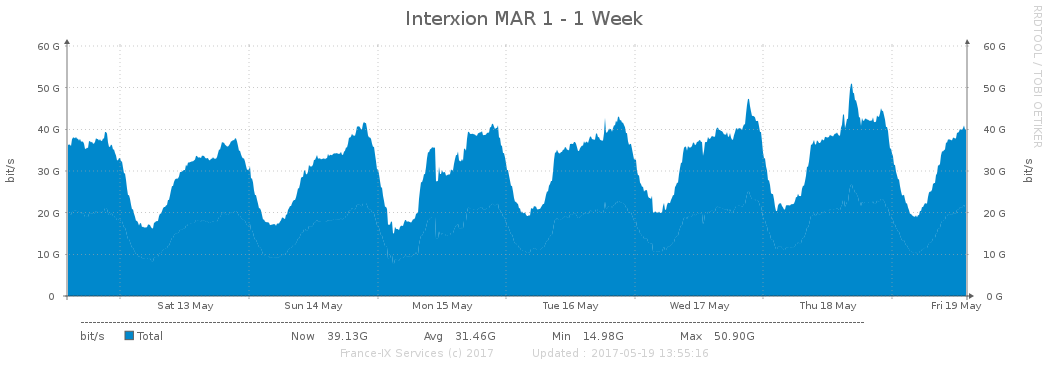 Interxion MAR 1 - 1 Week
RRDTOOL / TOBI OETIKER
60 G 60 G
50 G 50 G
40 G 40 G
30 G 30 G
20 G 20 G
10 G 10 G
0 0 G
bit/s bit/s
Sat 13 May Sun 14 May Mon 15 May Tue 16 May Wed 17 May Thu 18 May Fri 19 May
bit/s Total Now 39.13G Avg 31.46G Min 14.98G Max 50.90G
France-IX Services (c) 2017 Updated : 2017-05-19 13:55:16